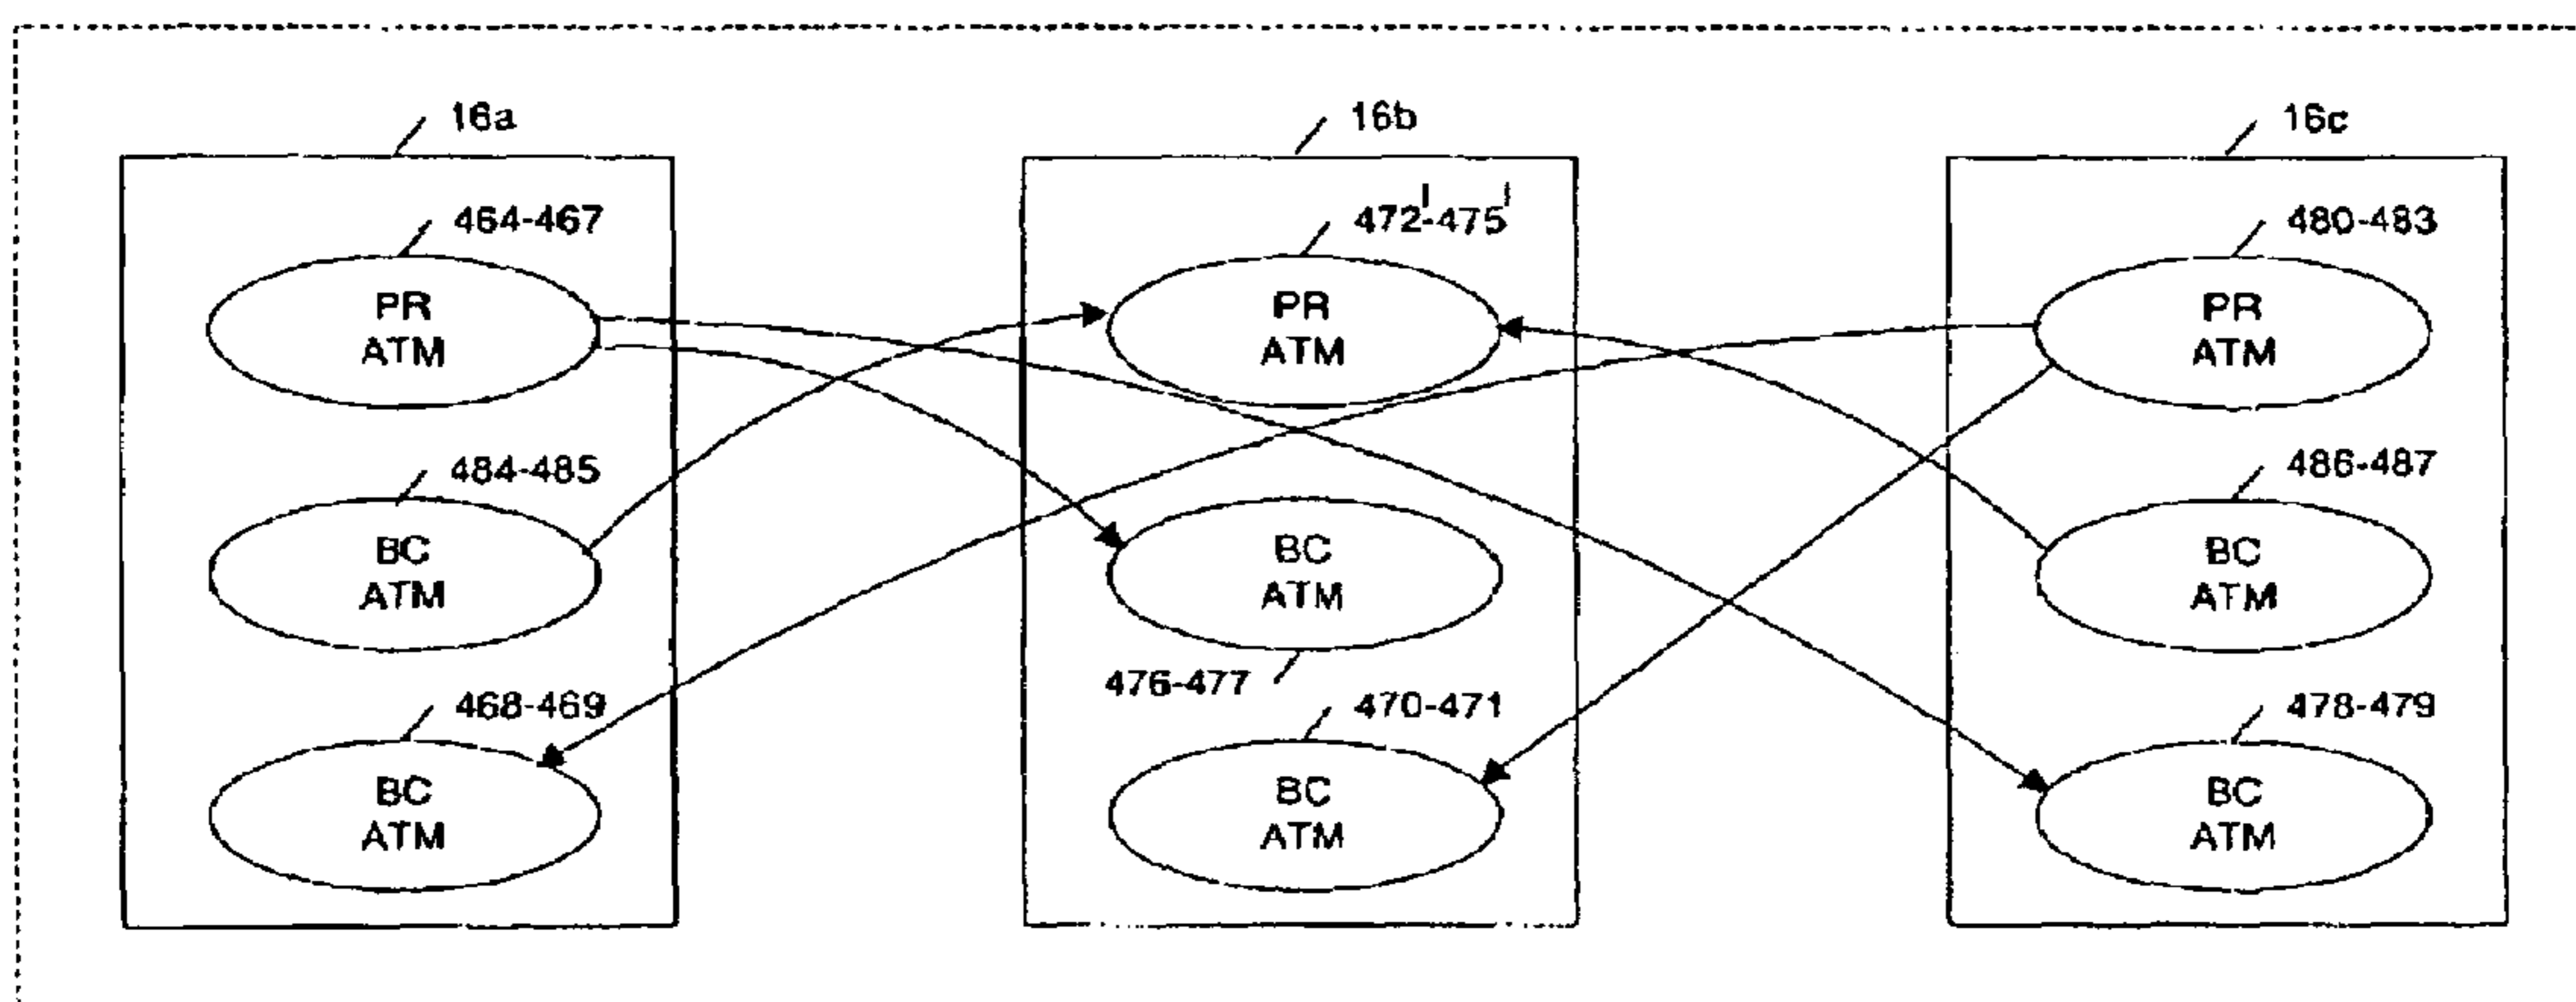 16a
16b
16c
464-467
472'-475'
480-483
PR
ATM
PR
ATM
PR
ATM
484-485
486-487
BC
ATM
BC
ATM
BC
ATM
476-477
468-469
470-471
478-479
BC
ATM
BC
ATM
BC
ATM